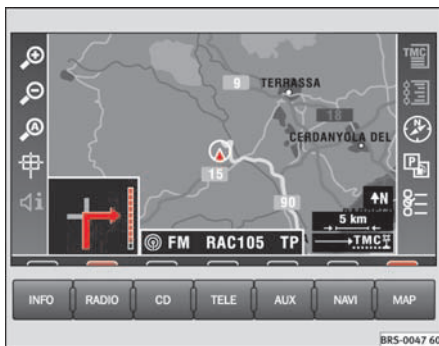 TMC
9
TERRASSA
18
CERDANYOLA DEL
A
P
i
15
N
90
5 km
FM RAC105 TP
TMC
INFO RADIO CD TELE AUX NAVI MAP
BRS-0047 60